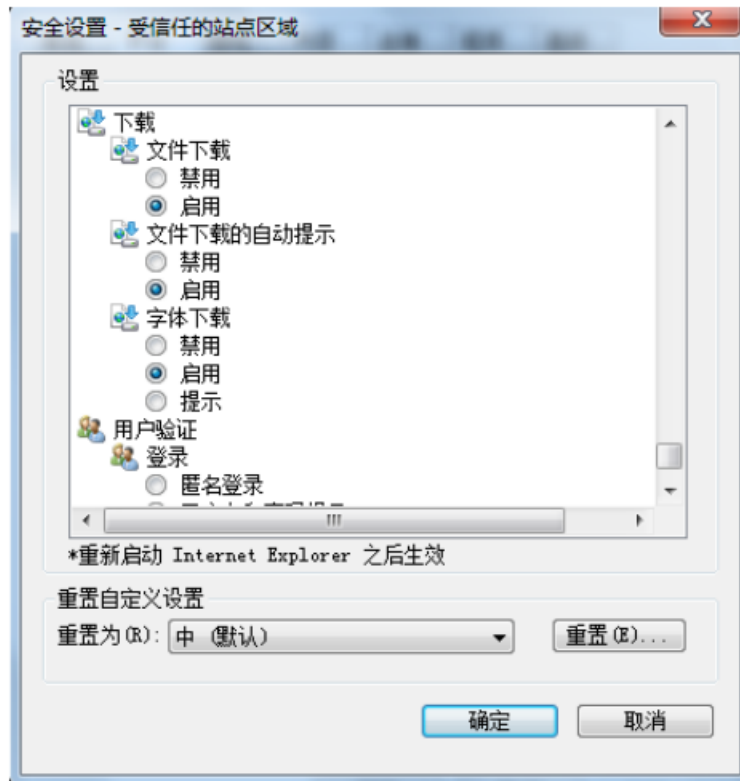 安全设置 - 受信任的站点区域
设置
下载
文件下载
禁用
启用
文件下载的自动提示
禁用
启用
字体下载
禁用
启用
提示
用户验证
登录
匿名登录
*重新启动 Internet Explorer 之后生效
重置自定义设置
重置为(R): 中 (默认) 重置(E)...
确定 取消